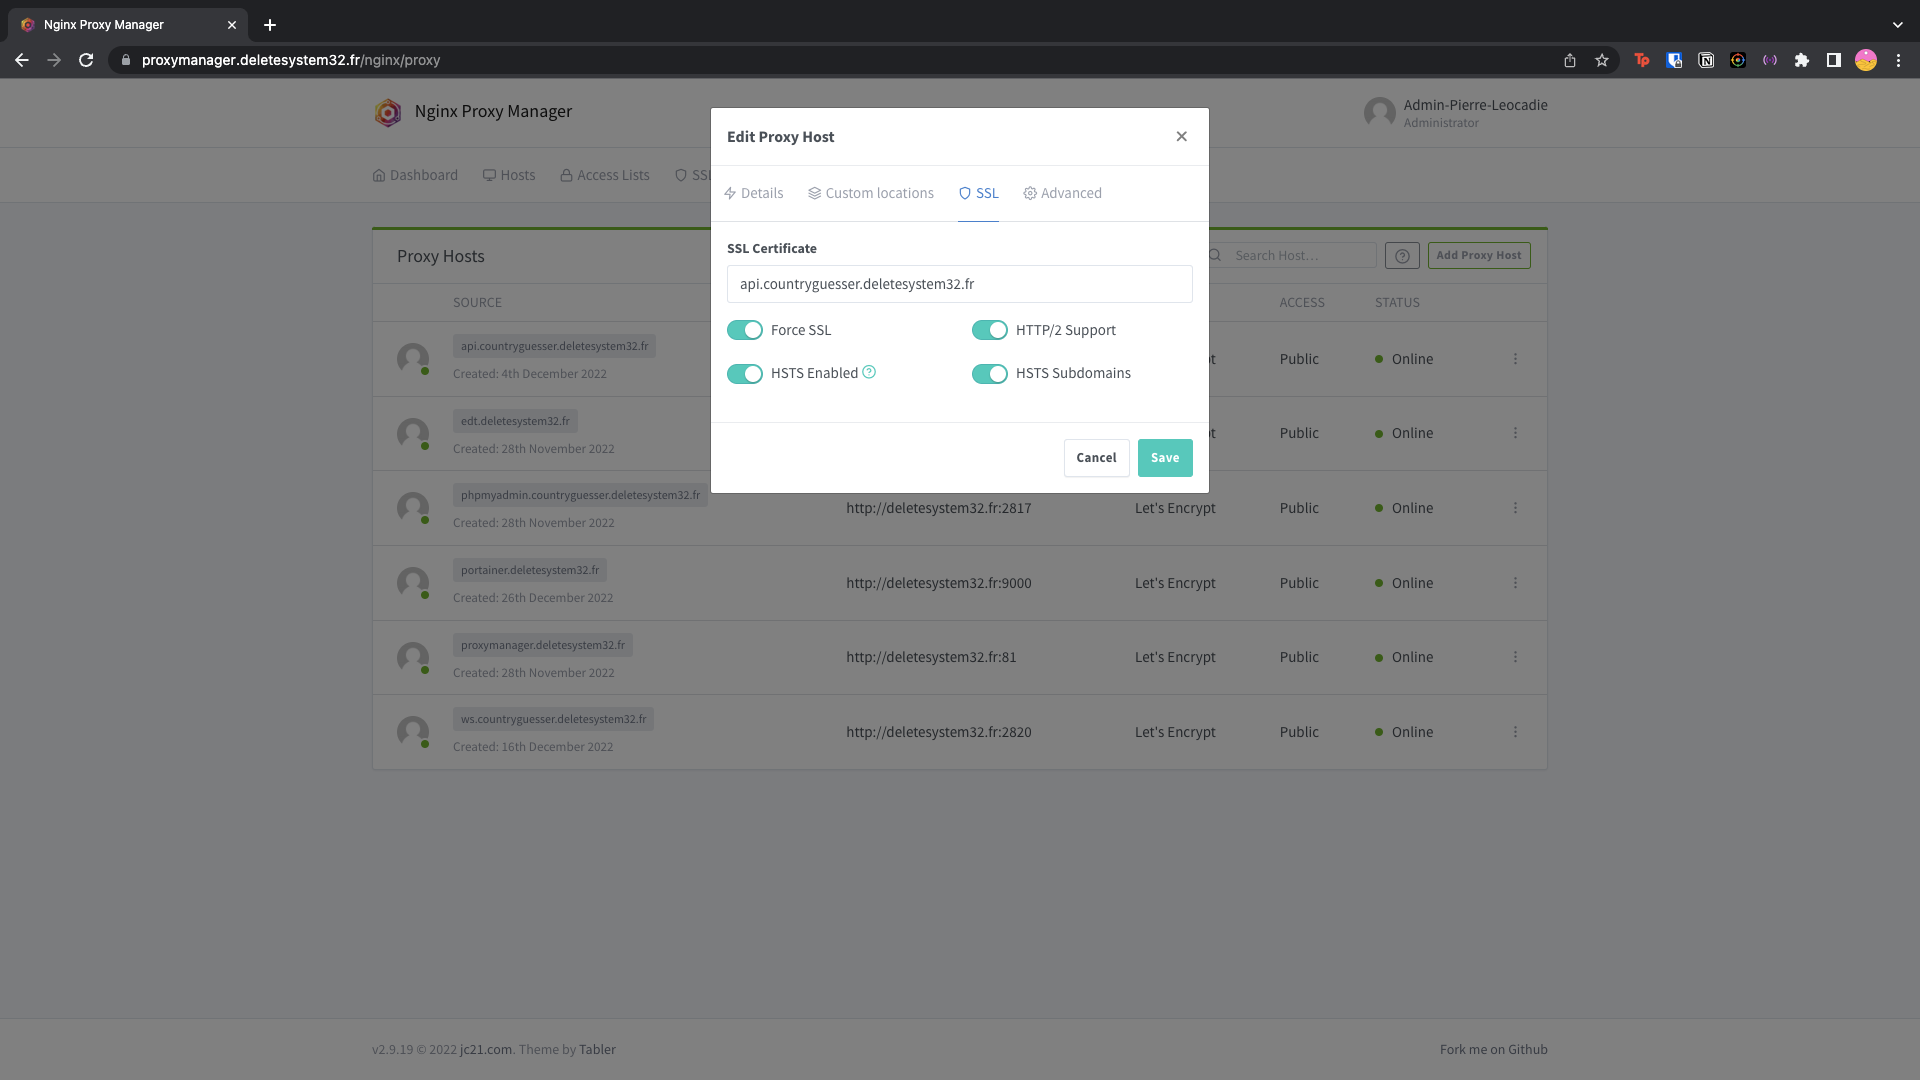 Nginx Proxy Manager
proxymanager.deletesystem32.fr/nginx/proxy
Nginx Proxy Manager
Admin-Pierre-Leocadie
Administrator
Dashboard Hosts Access Lists
Edit Proxy Host
Details Custom locations SSL Advanced
SSL Certificate
api.countryguesser.deletesystem32.fr
Force SSL HTTP/2 Support
HSTS Enabled HSTS Subdomains
Cancel Save
Proxy Hosts Search Host... Add Proxy Host
SOURCE ACCESS STATUS
api.countryguesser.deletesystem32.fr
Created: 4th December 2022
Public Online
edt.deletesystem32.fr
Created: 28th November 2022
Public Online
phpmyadmin.countryguesser.deletesystem32.fr
Created: 28th November 2022
http://deletesystem32.fr:2817 Let's Encrypt Public Online
portainer.deletesystem32.fr
Created: 26th December 2022
http://deletesystem32.fr:9000 Let's Encrypt Public Online
proxymanager.deletesystem32.fr
Created: 28th November 2022
http://deletesystem32.fr:81 Let's Encrypt Public Online
ws.countryguesser.deletesystem32.fr
Created: 16th December 2022
http://deletesystem32.fr:2820 Let's Encrypt Public Online
v2.9.19 © 2022 jc21.com. Theme by Tabler
Fork me on Github